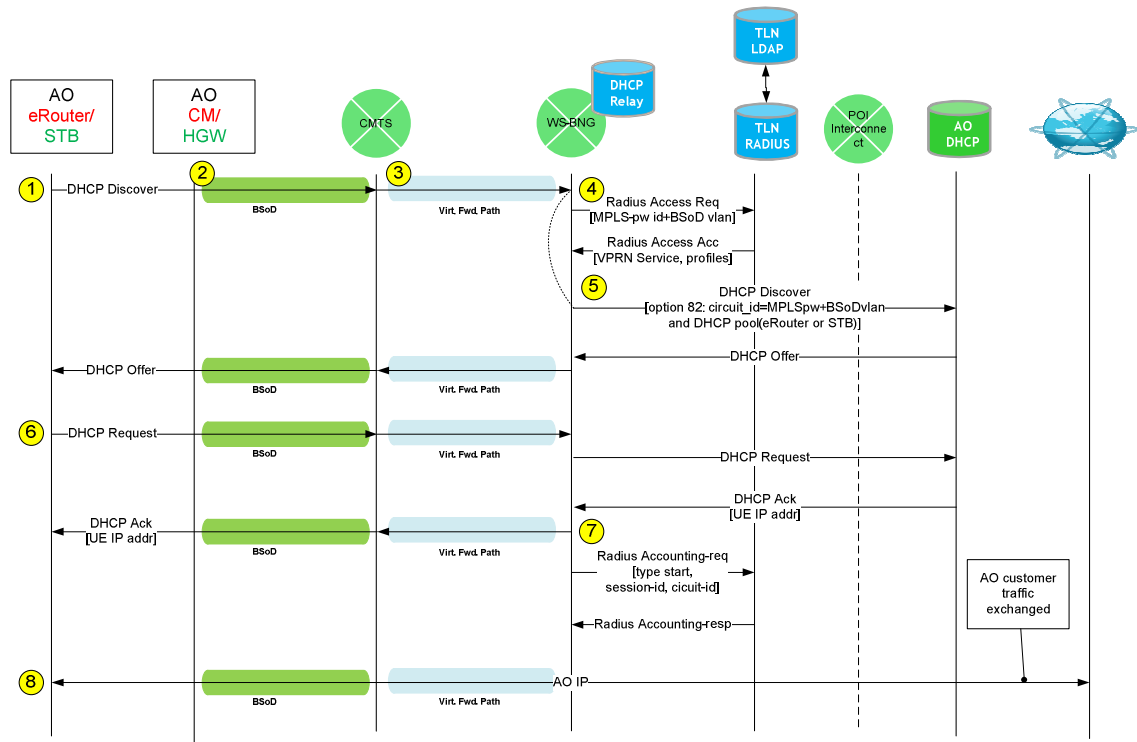 TLN
LDAP
DHCP
Relay
AO
eRouter/
STB
AO
CM/
HGW
CMTS
WS-BNG
TLN
RADIUS
POI
Interconne
ct
AO
DHCP
1
DHCP Discover
2
BSoD
3
Virt. Fwd. Path
4
Radius Access Req
[MPLS-pw id+BSoD vlan]
Radius Access Acc
[VPRN Service, profiles]
5
DHCP Discover
[option 82: circuit_id=MPLSpw+BSoDvlan
and DHCP pool(eRouter or STB)]
DHCP Offer
DHCP Offer
BSoD
Virt. Fwd. Path
6
DHCP Request
BSoD
Virt. Fwd. Path
DHCP Request
DHCP Ack
[UE IP addr]
DHCP Ack
[UE IP addr]
BSoD
Virt. Fwd. Path
7
Radius Accounting-req
[type start,
session-id, cicuit-id]
AO customer
traffic
exchanged
Radius Accounting-resp
8
AO IP
BSoD
Virt. Fwd. Path